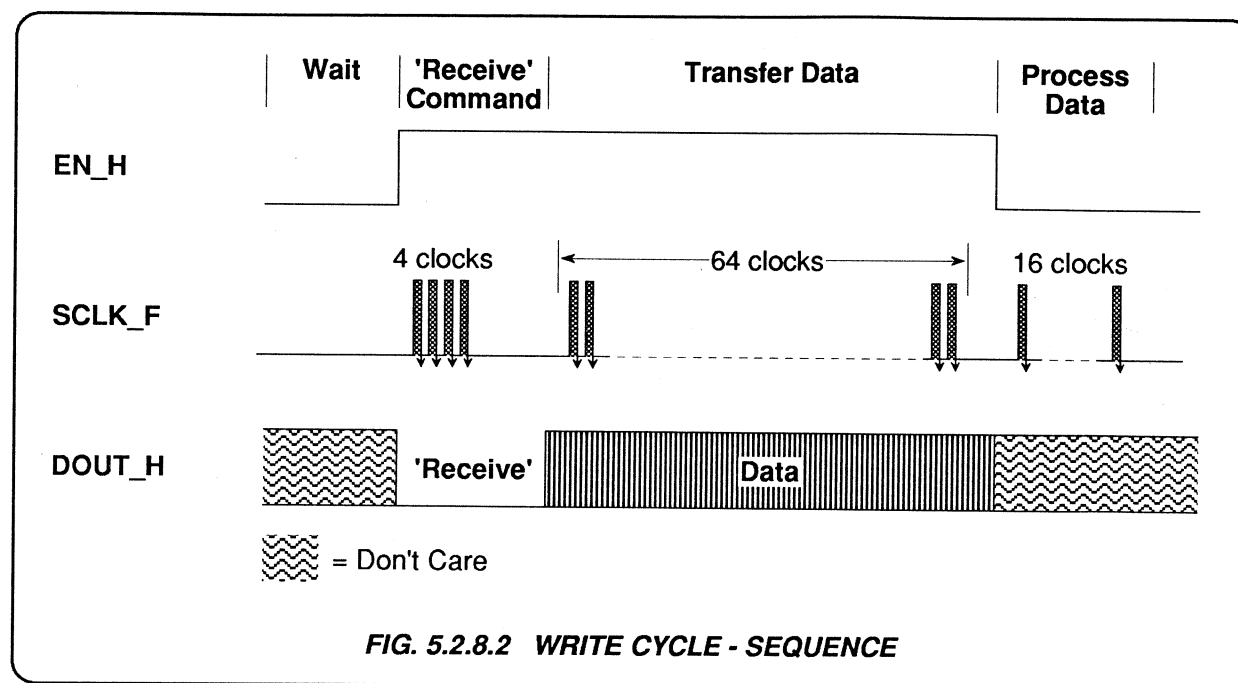 Wait
'Receive'
Command
Transfer Data
Process
Data
EN_H
4 clocks
64 clocks
16 clocks
SCLK_F
DOUT_H
'Receive'
Data
= Don't Care
FIG. 5.2.8.2 WRITE CYCLE - SEQUENCE